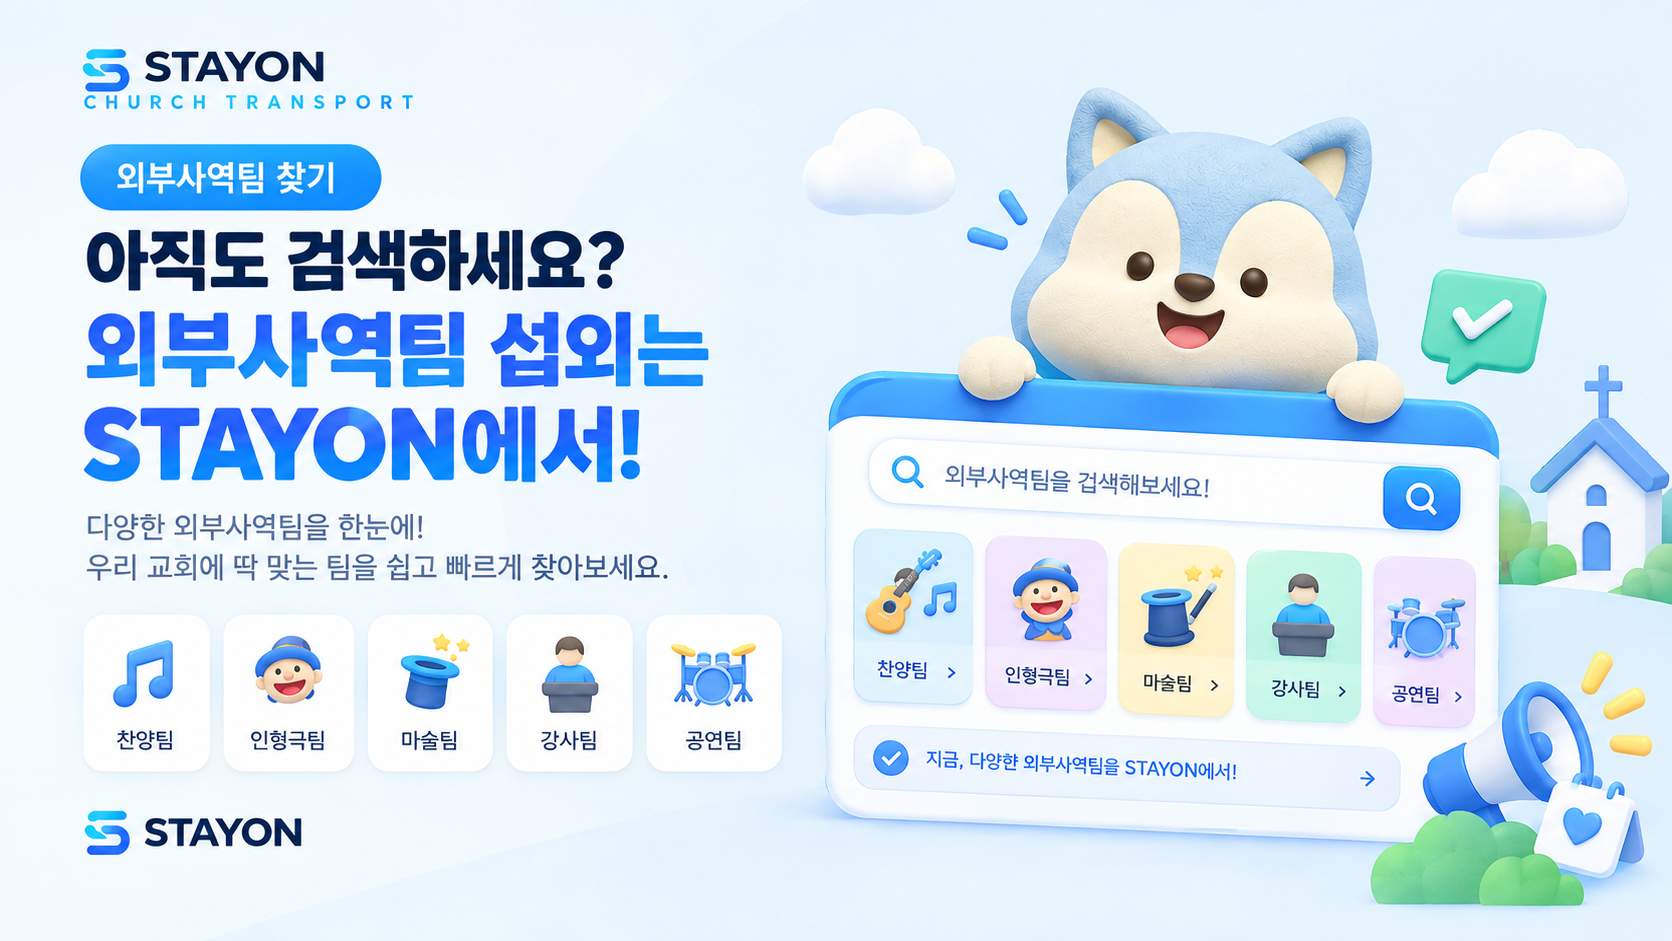 STAYON
CHURCH TRANSPORT
외부사역팀 찾기
아직도 검색하세요?
외부사역팀 섭외는
STAYON에서!
다양한 외부사역팀을 한눈에!
우리 교회에 딱 맞는 팀을 쉽고 빠르게 찾아보세요.
찬양팀
인형극팀
마술팀
강사팀
공연팀
STAYON
외부사역팀을 겁색해보세요!
찬양팀
인형극팀
마술팀
강사팀
공연팀
지금, 다양햔 외부사역팀을 STAYON에서!